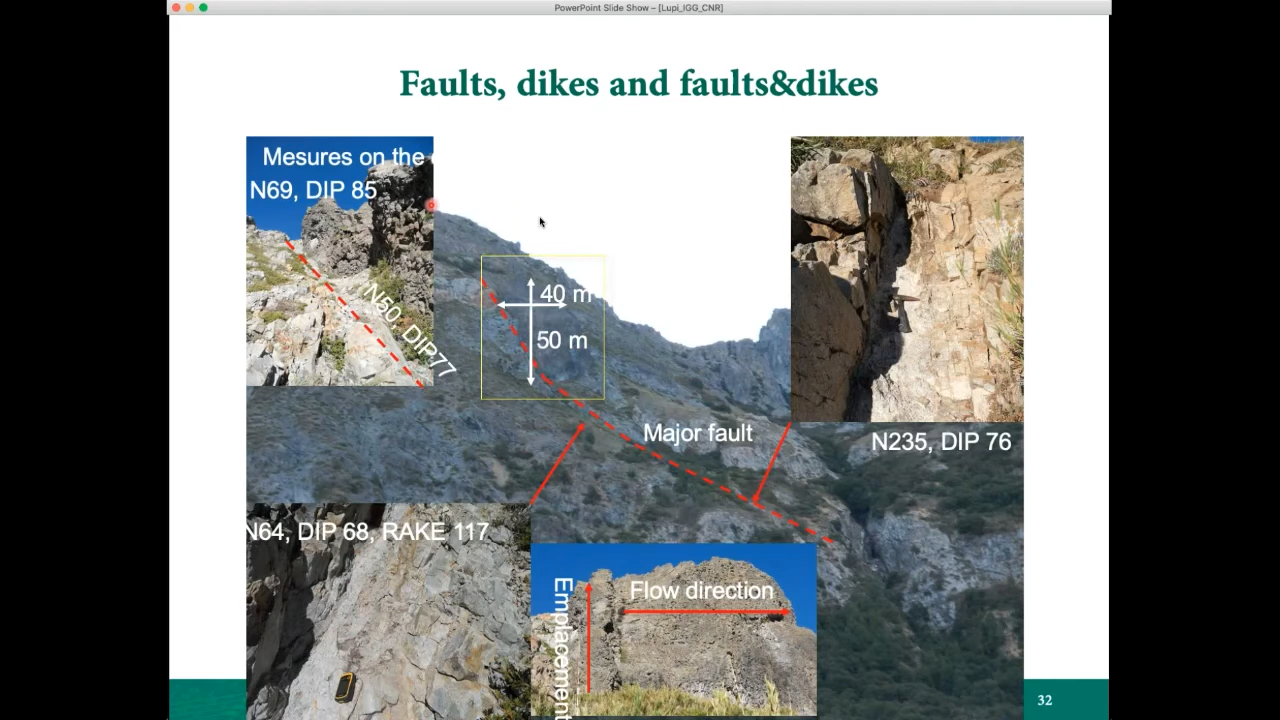 PowerPoint Slide Show – [Lupi_IGG_CNR]
Faults, dikes and faults&dikes
Mesures on the
N69, DIP 85
N50, DIP77
40 m
50 m
Major fault
N235, DIP 76
N64, DIP 68, RAKE 117
Flow direction
Emplacement
32